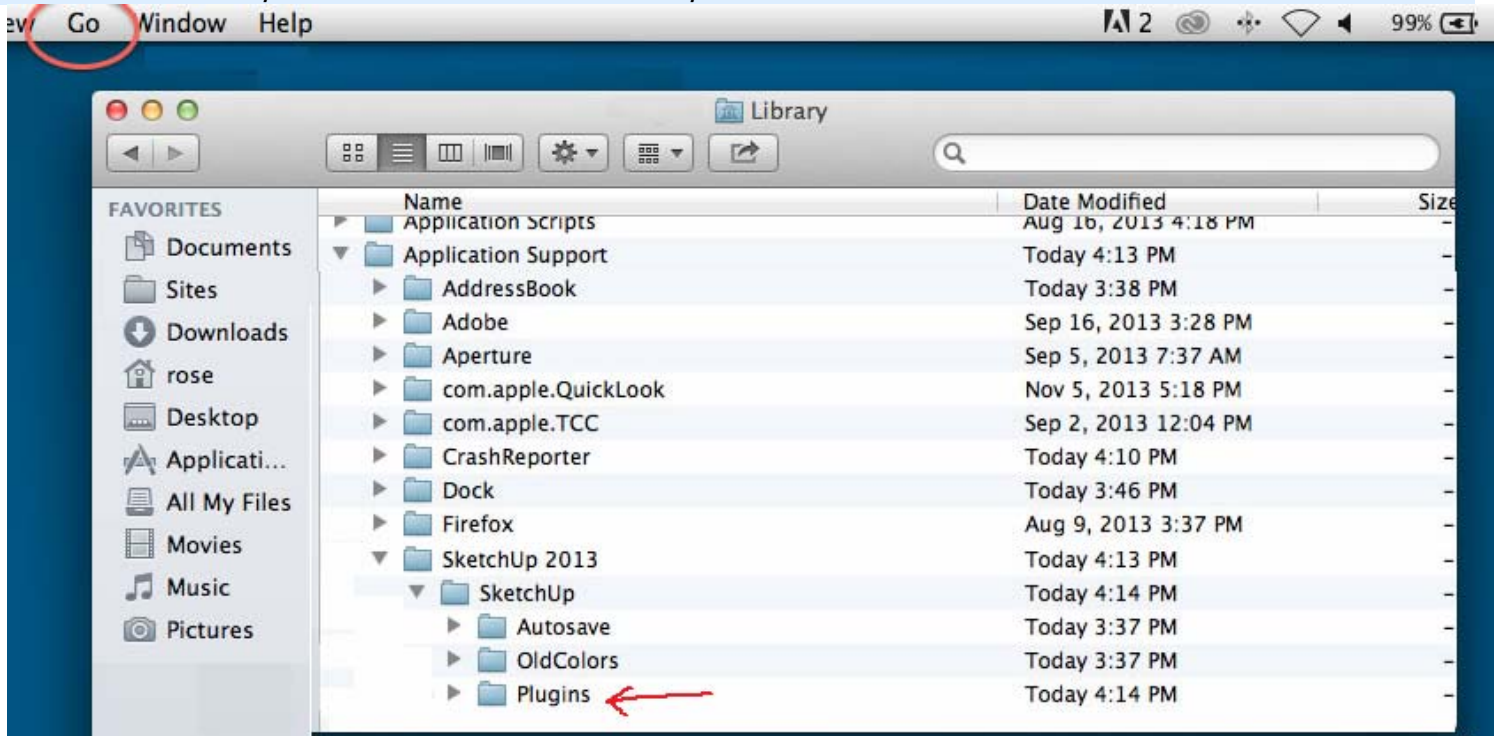 Go Window Help 2 99%
Library
FAVORITES
Documents
Sites
Downloads
rose
Desktop
Applicati...
All My Files
Movies
Music
Pictures
Name Date Modified Size
Application Scripts Aug 16, 2013 4:18 PM --
Application Support Today 4:13 PM --
AddressBook Today 3:38 PM --
Adobe Sep 16, 2013 3:28 PM --
Aperture Sep 5, 2013 7:37 AM --
com.apple.QuickLook Nov 5, 2013 5:18 PM --
com.apple.TCC Sep 2, 2013 12:04 PM --
CrashReporter Today 4:10 PM --
Dock Today 3:46 PM --
Firefox Aug 9, 2013 3:37 PM --
SketchUp 2013 Today 4:13 PM --
SketchUp Today 4:14 PM --
Autosave Today 3:37 PM --
OldColors Today 3:37 PM --
Plugins Today 4:14 PM --